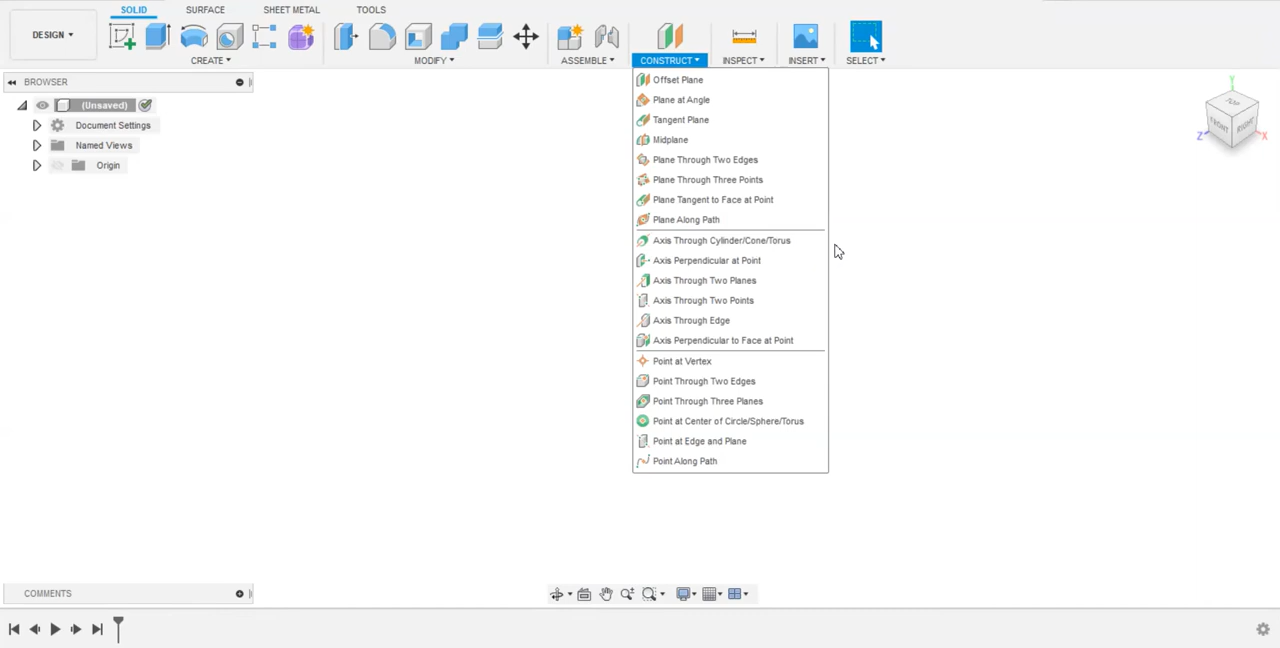 SOLID
SURFACE
SHEET METAL
TOOLS
DESIGN
CREATE
MODIFY
ASSEMBLE
CONSTRUCT
INSPECT
INSERT
SELECT
BROWSER
(Unsaved)
Document Settings
Named Views
Origin
Offset Plane
Plane at Angle
Tangent Plane
Midplane
Plane Through Two Edges
Plane Through Three Points
Plane Tangent to Face at Point
Plane Along Path
Axis Through Cylinder/Cone/Torus
Axis Perpendicular at Point
Axis Through Two Planes
Axis Through Two Points
Axis Through Edge
Axis Perpendicular to Face at Point
Point at Vertex
Point Through Two Edges
Point Through Three Planes
Point at Center of Circle/Sphere/Torus
Point at Edge and Plane
Point Along Path
Y
TOP
FRONT
RIGHT
Z
X
COMMENTS